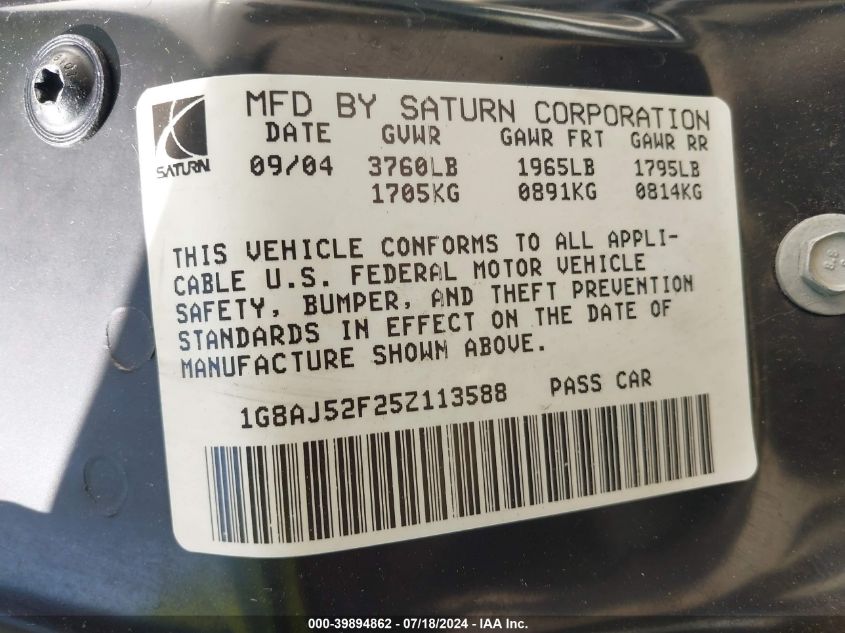 MFD BY SATURN CORPORATION
DATE GVWR GAWR FRT GAWR RR
SATURN 09/04 3760LB 1965LB 1795LB
1705KG 0891KG 0814KG
THIS VEHICLE CONFORMS TO ALL APPLI-
CABLE U.S. FEDERAL MOTOR VEHICLE
SAFETY, BUMPER, AND THEFT PREVENTION
STANDARDS IN EFFECT ON THE DATE OF
MANUFACTURE SHOWN ABOVE.
1G8AJ52F25Z113588 PASS CAR
000-39894862 - 07/18/2024 - IAA Inc.